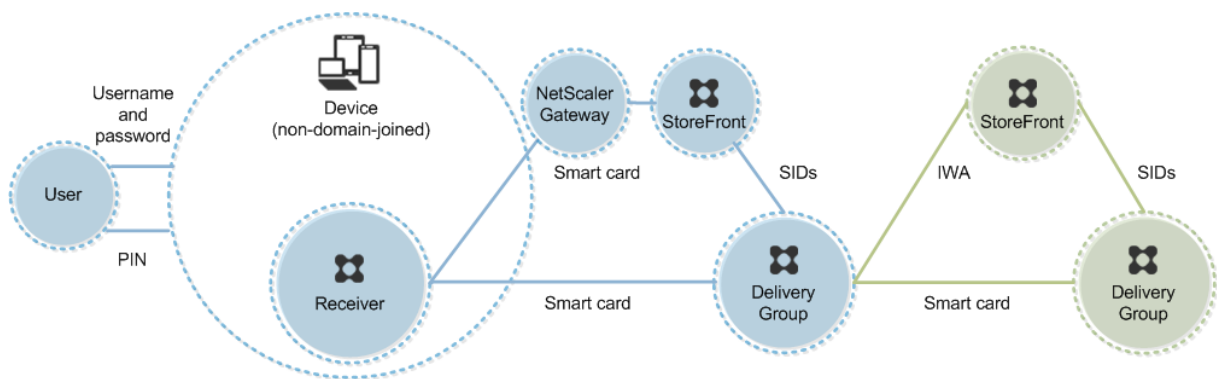 Username
and
password
User
PIN
Device
(non-domain-joined)
Receiver
NetScaler
Gateway
StoreFront
Smart card
SIDs
Smart card
Delivery
Group
StoreFront
IWA
SIDs
Smart card
Delivery
Group